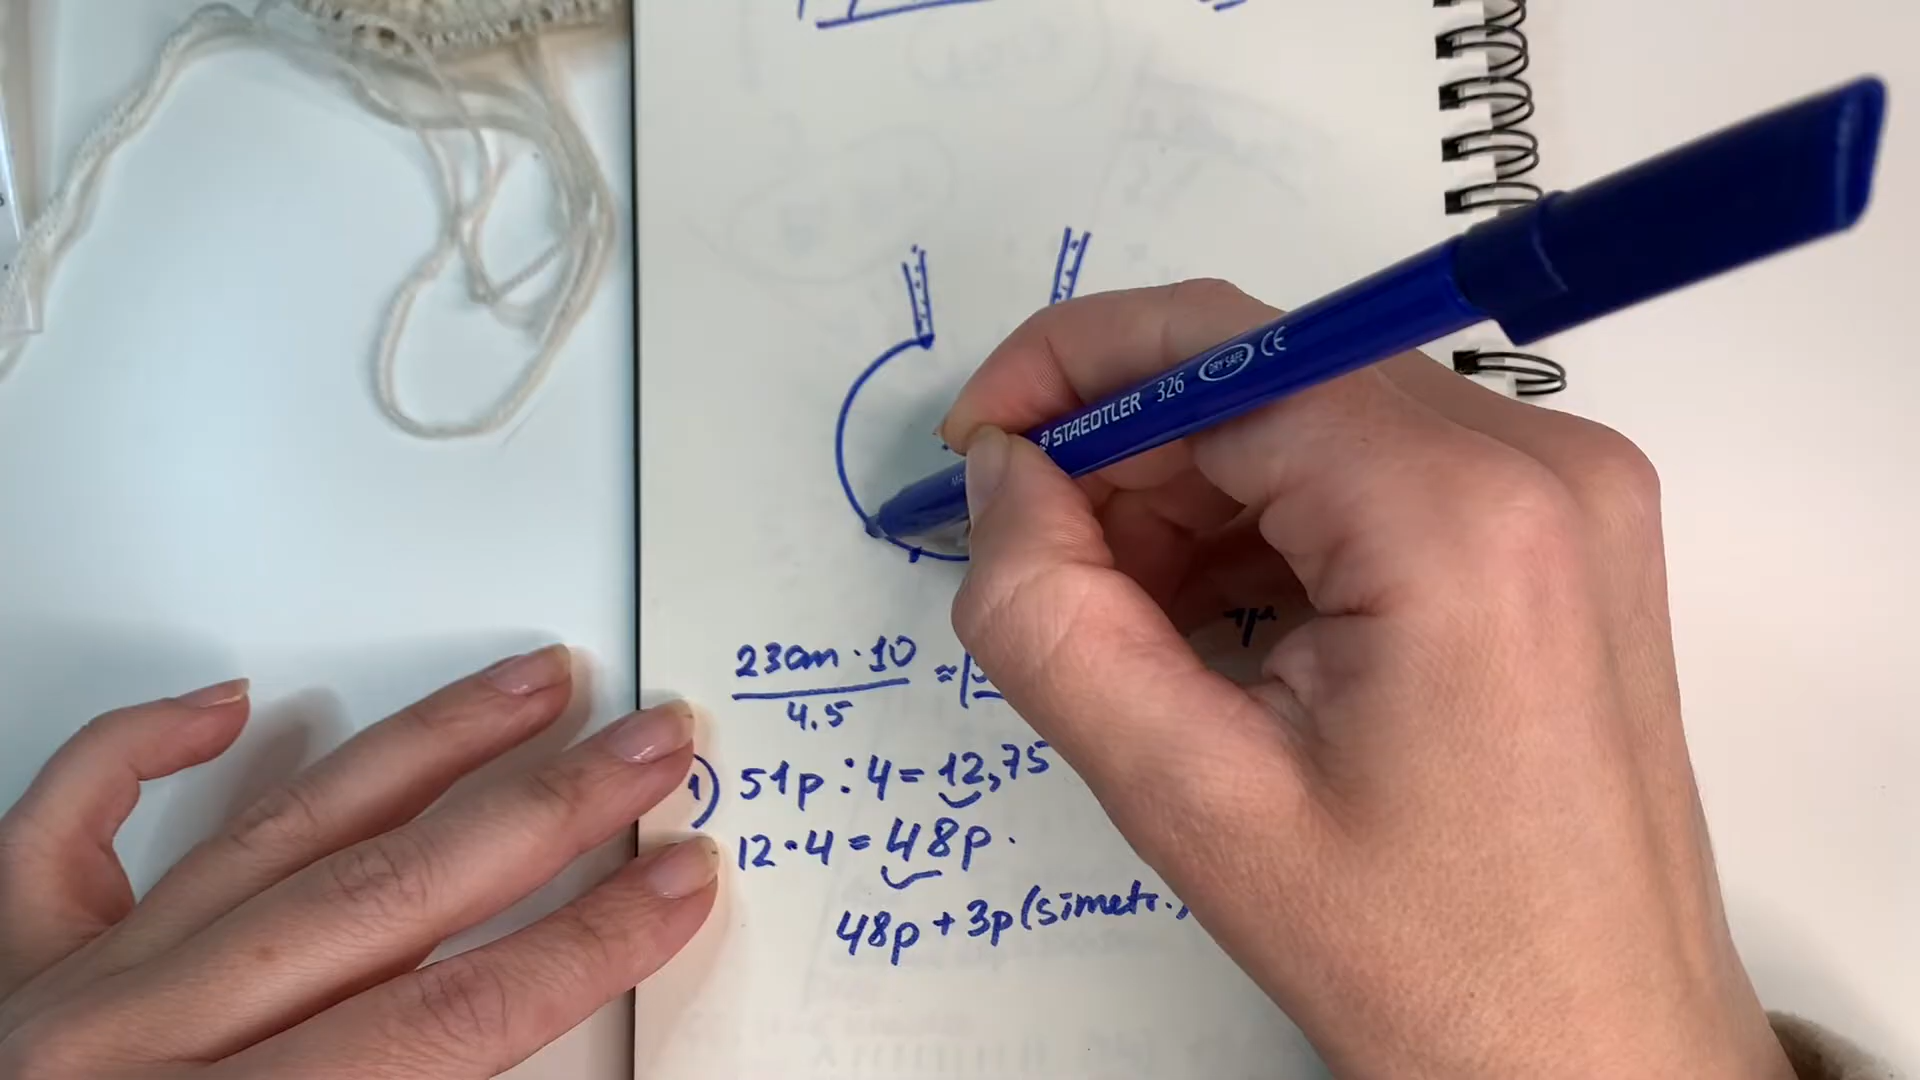 STAEDTLER 326 DRY SAFE CE
23cm · 10
4.5
≈
1) 51p : 4 = 12,75
12 · 4 = 48p.
48p + 3p (simetr.,